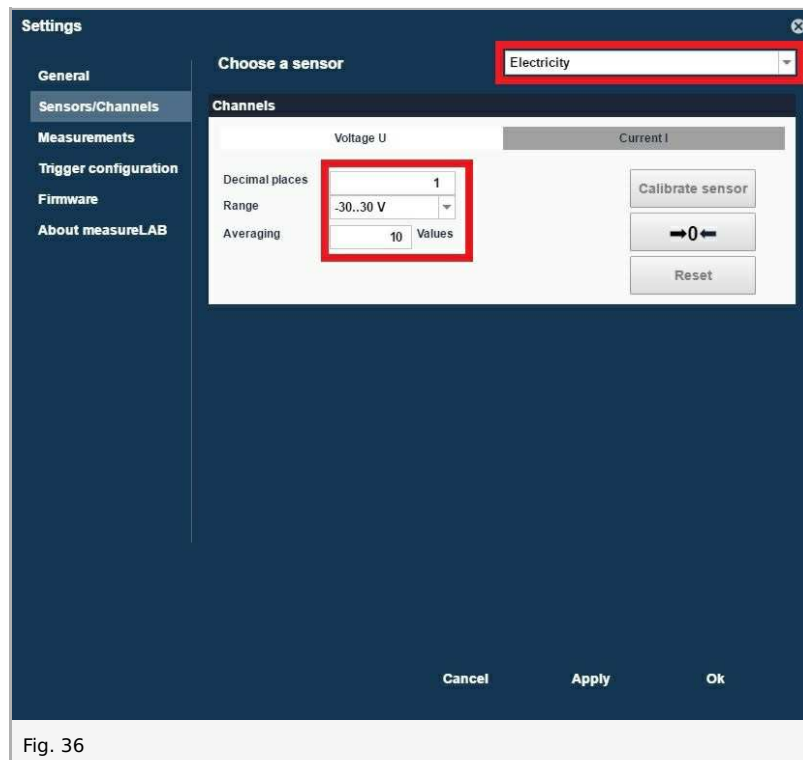 Settings
General
Sensors/Channels
Measurements
Trigger configuration
Firmware
About measureLAB
Choose a sensor
Electricity
Channels
Voltage U
Current I
Decimal places 1
Range -30..30 V
Averaging 10 Values
Calibrate sensor
➞0←
Reset
Cancel Apply Ok
Fig. 36